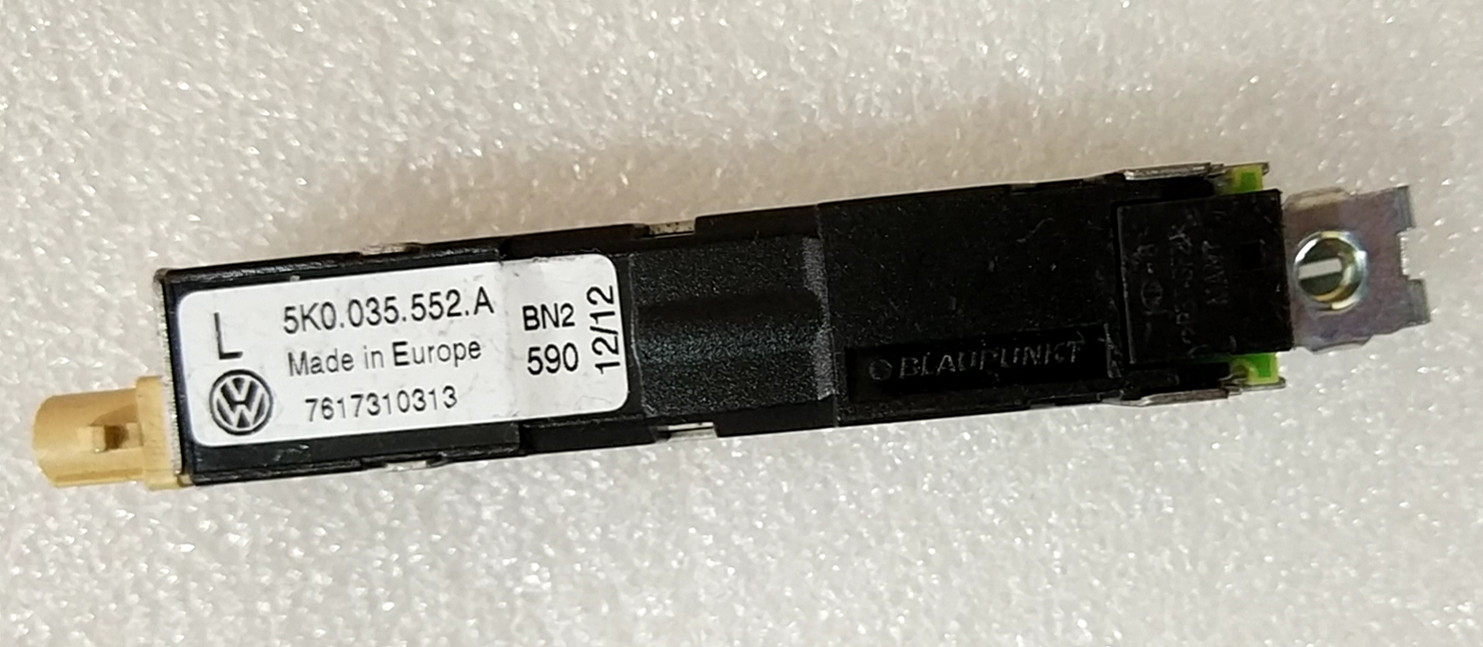 L
5K0.035.552.A
Made in Europe
7617310313
BN2
590
12/12
BLAUPUNKT